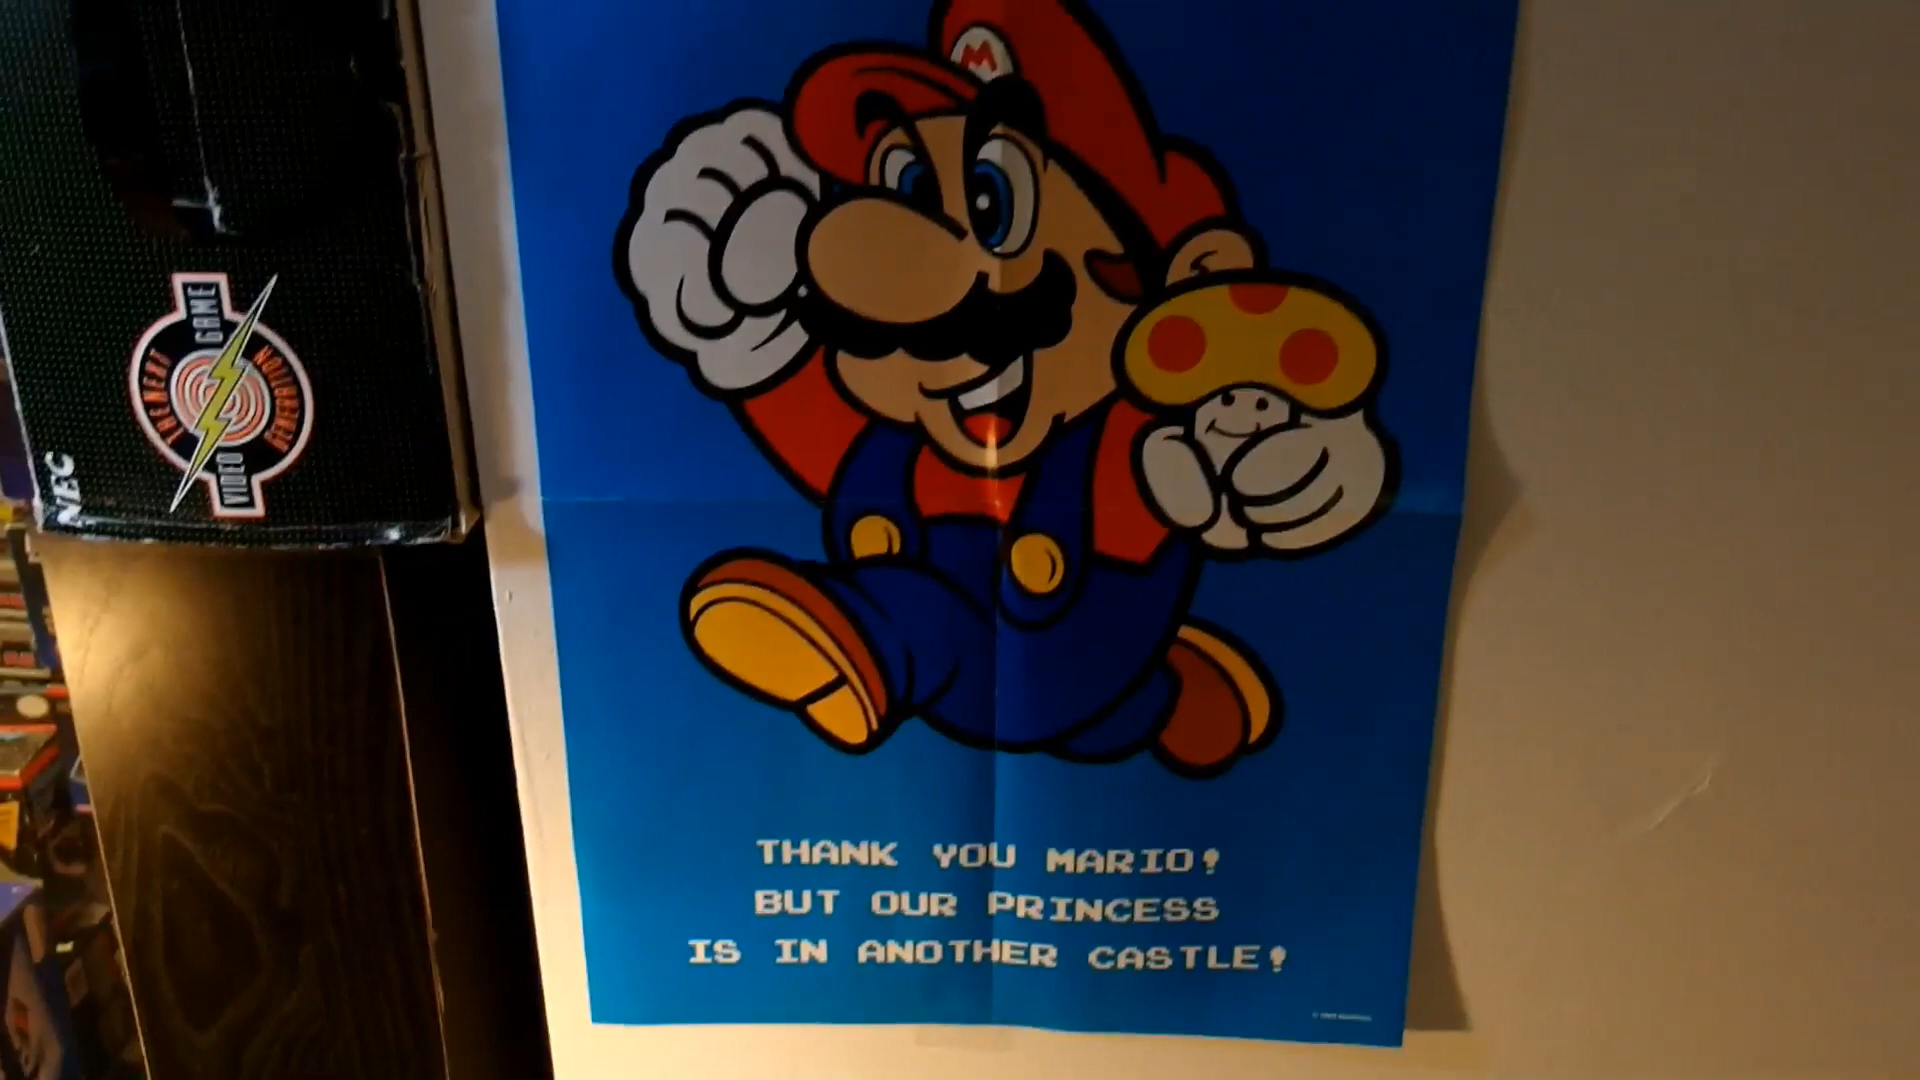 M
THE NEXT
GENERATION
VIDEO GAME
NEC
THANK YOU MARIO!
BUT OUR PRINCESS
IS IN ANOTHER CASTLE!